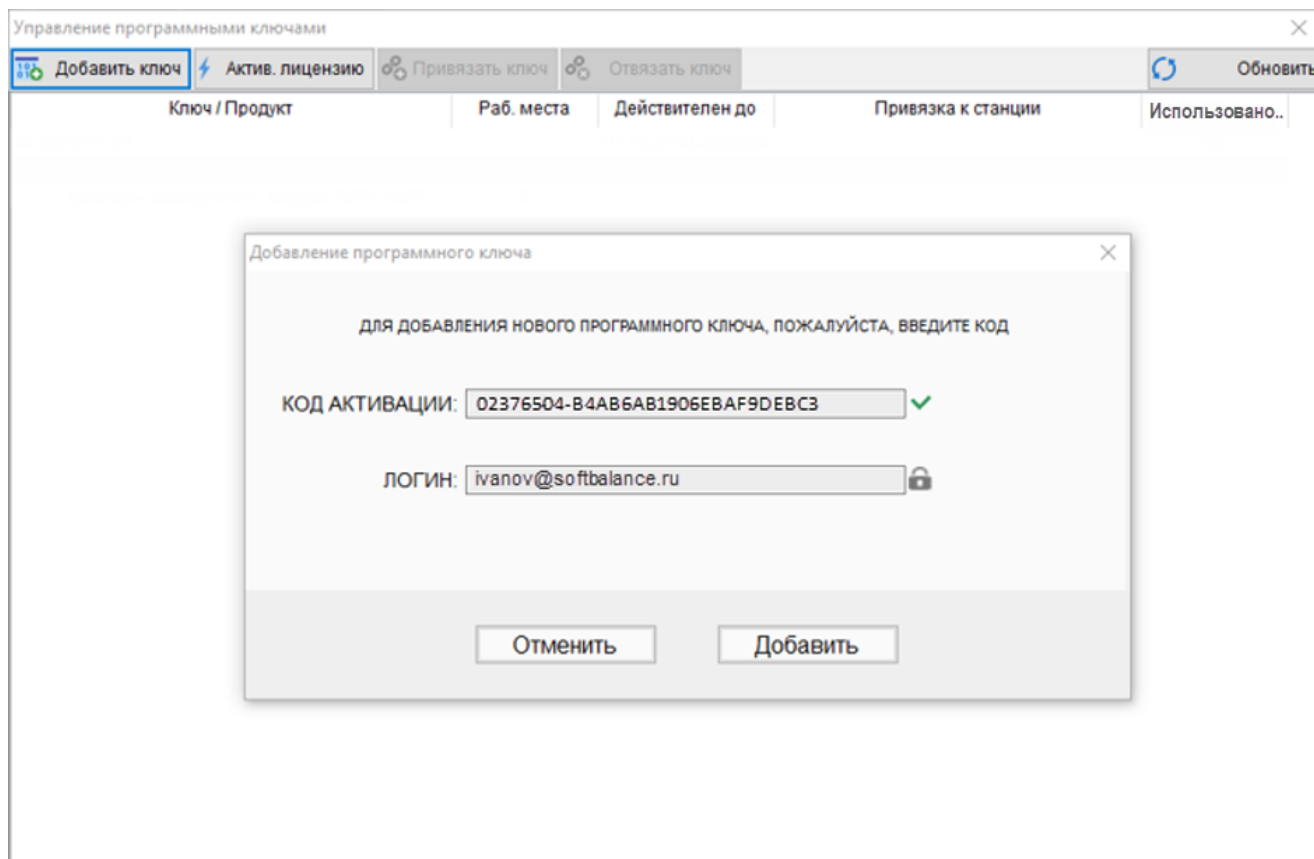 Управление программными ключами
Добавить ключ Актив. лицензию Привязать ключ Отвязать ключ Обновить
Ключ / Продукт Раб. места Действителен до Привязка к станции Использовано..
Добавление программного ключа
ДЛЯ ДОБАВЛЕНИЯ НОВОГО ПРОГРАММНОГО КЛЮЧА, ПОЖАЛУЙСТА, ВВЕДИТЕ КОД
КОД АКТИВАЦИИ: 02376504-B4AB6AB1906EBAF9DEBC3
ЛОГИН: ivanov@softbalance.ru
Отменить Добавить